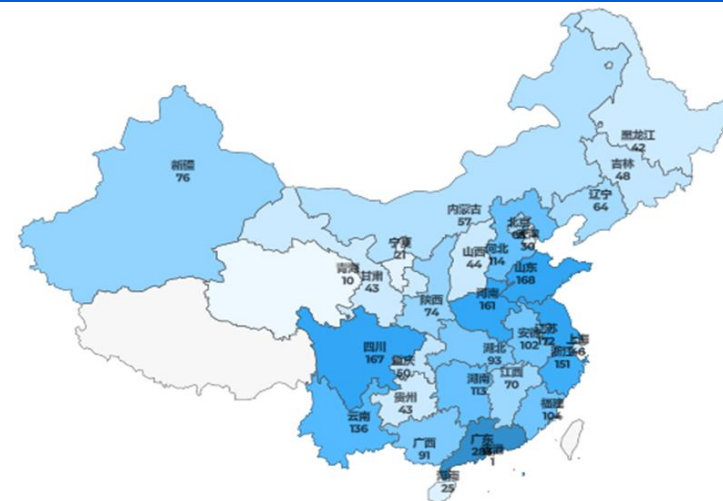 黑龙江
42
吉林
48
新疆
76
辽宁
64
内蒙古
57
北京
30
宁夏
21
山西
44
河北
114
山东
168
青海
10
甘肃
43
河南
161
陕西
74
江苏
172
安徽
102
上海
浙江
151
四川
167
湖北
93
重庆
50
江西
70
湖南
113
贵州
43
福建
104
云南
136
广东
广西
91
1
海南
25